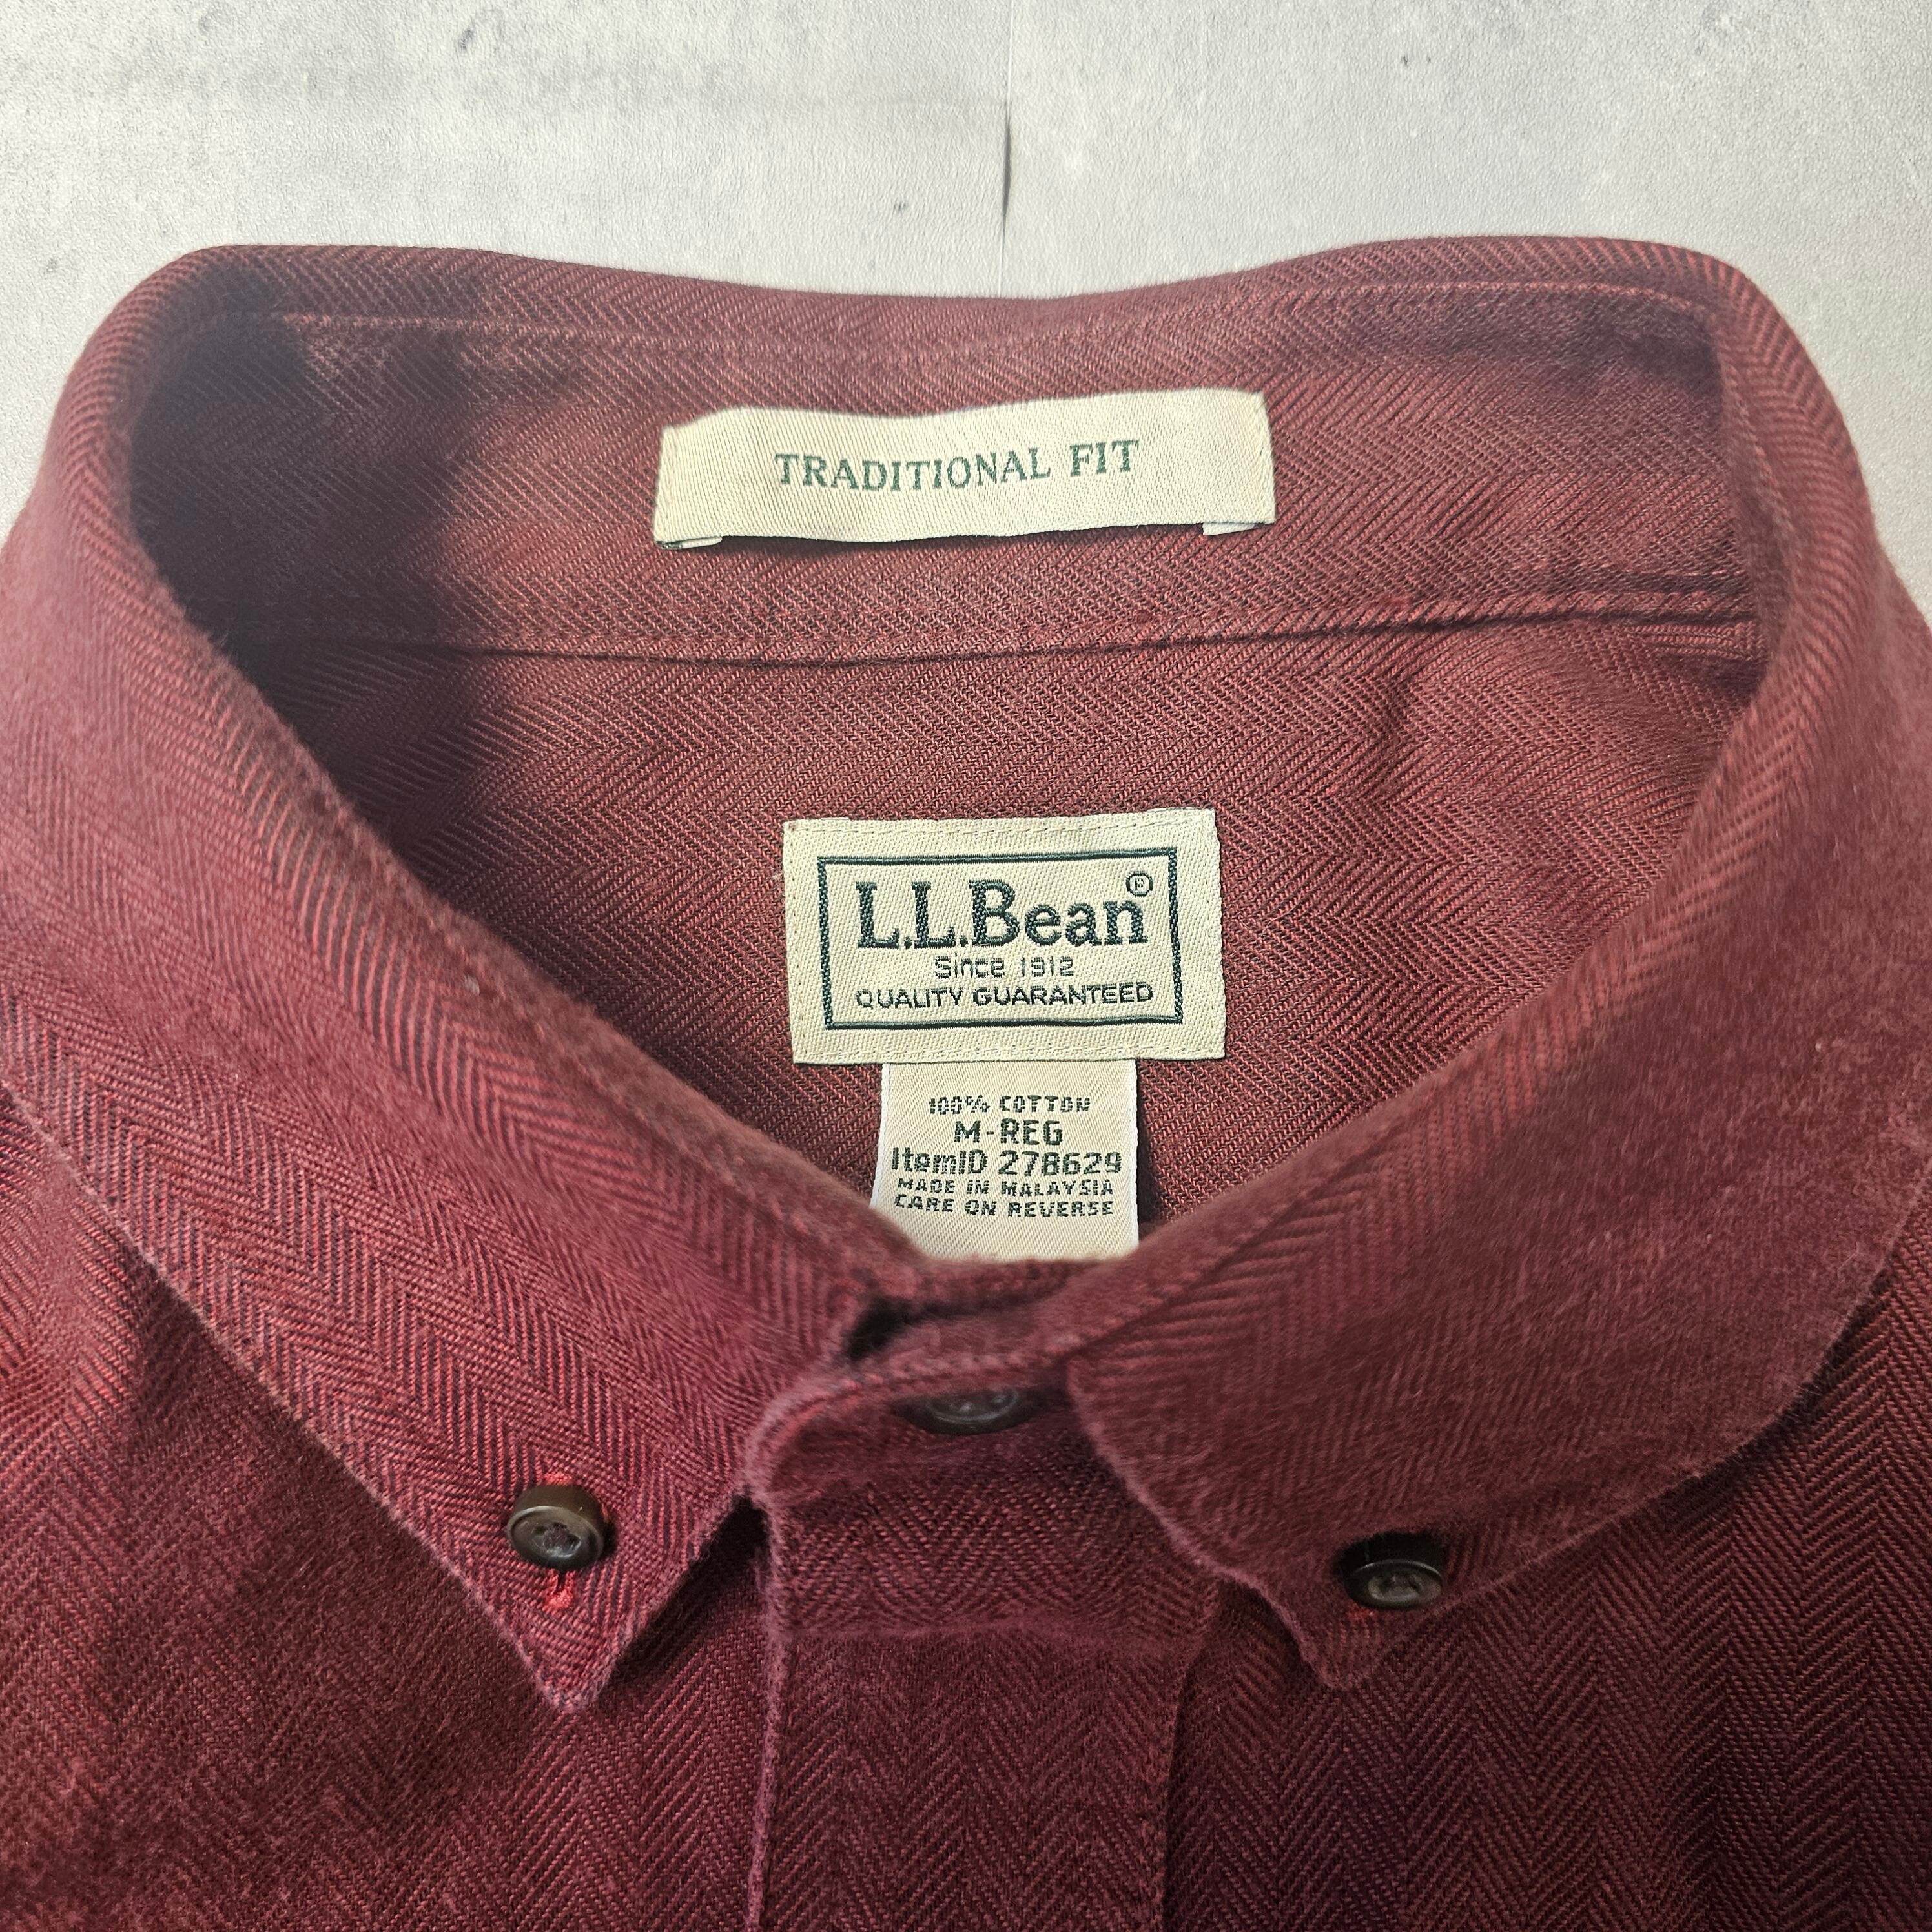 TRADITIONAL FIT
L.L.Bean®
Since 1912
QUALITY GUARANTEED
100% COTTON
M-REG
ItemID 278629
MADE IN MALAYSIA
CARE ON REVERSE